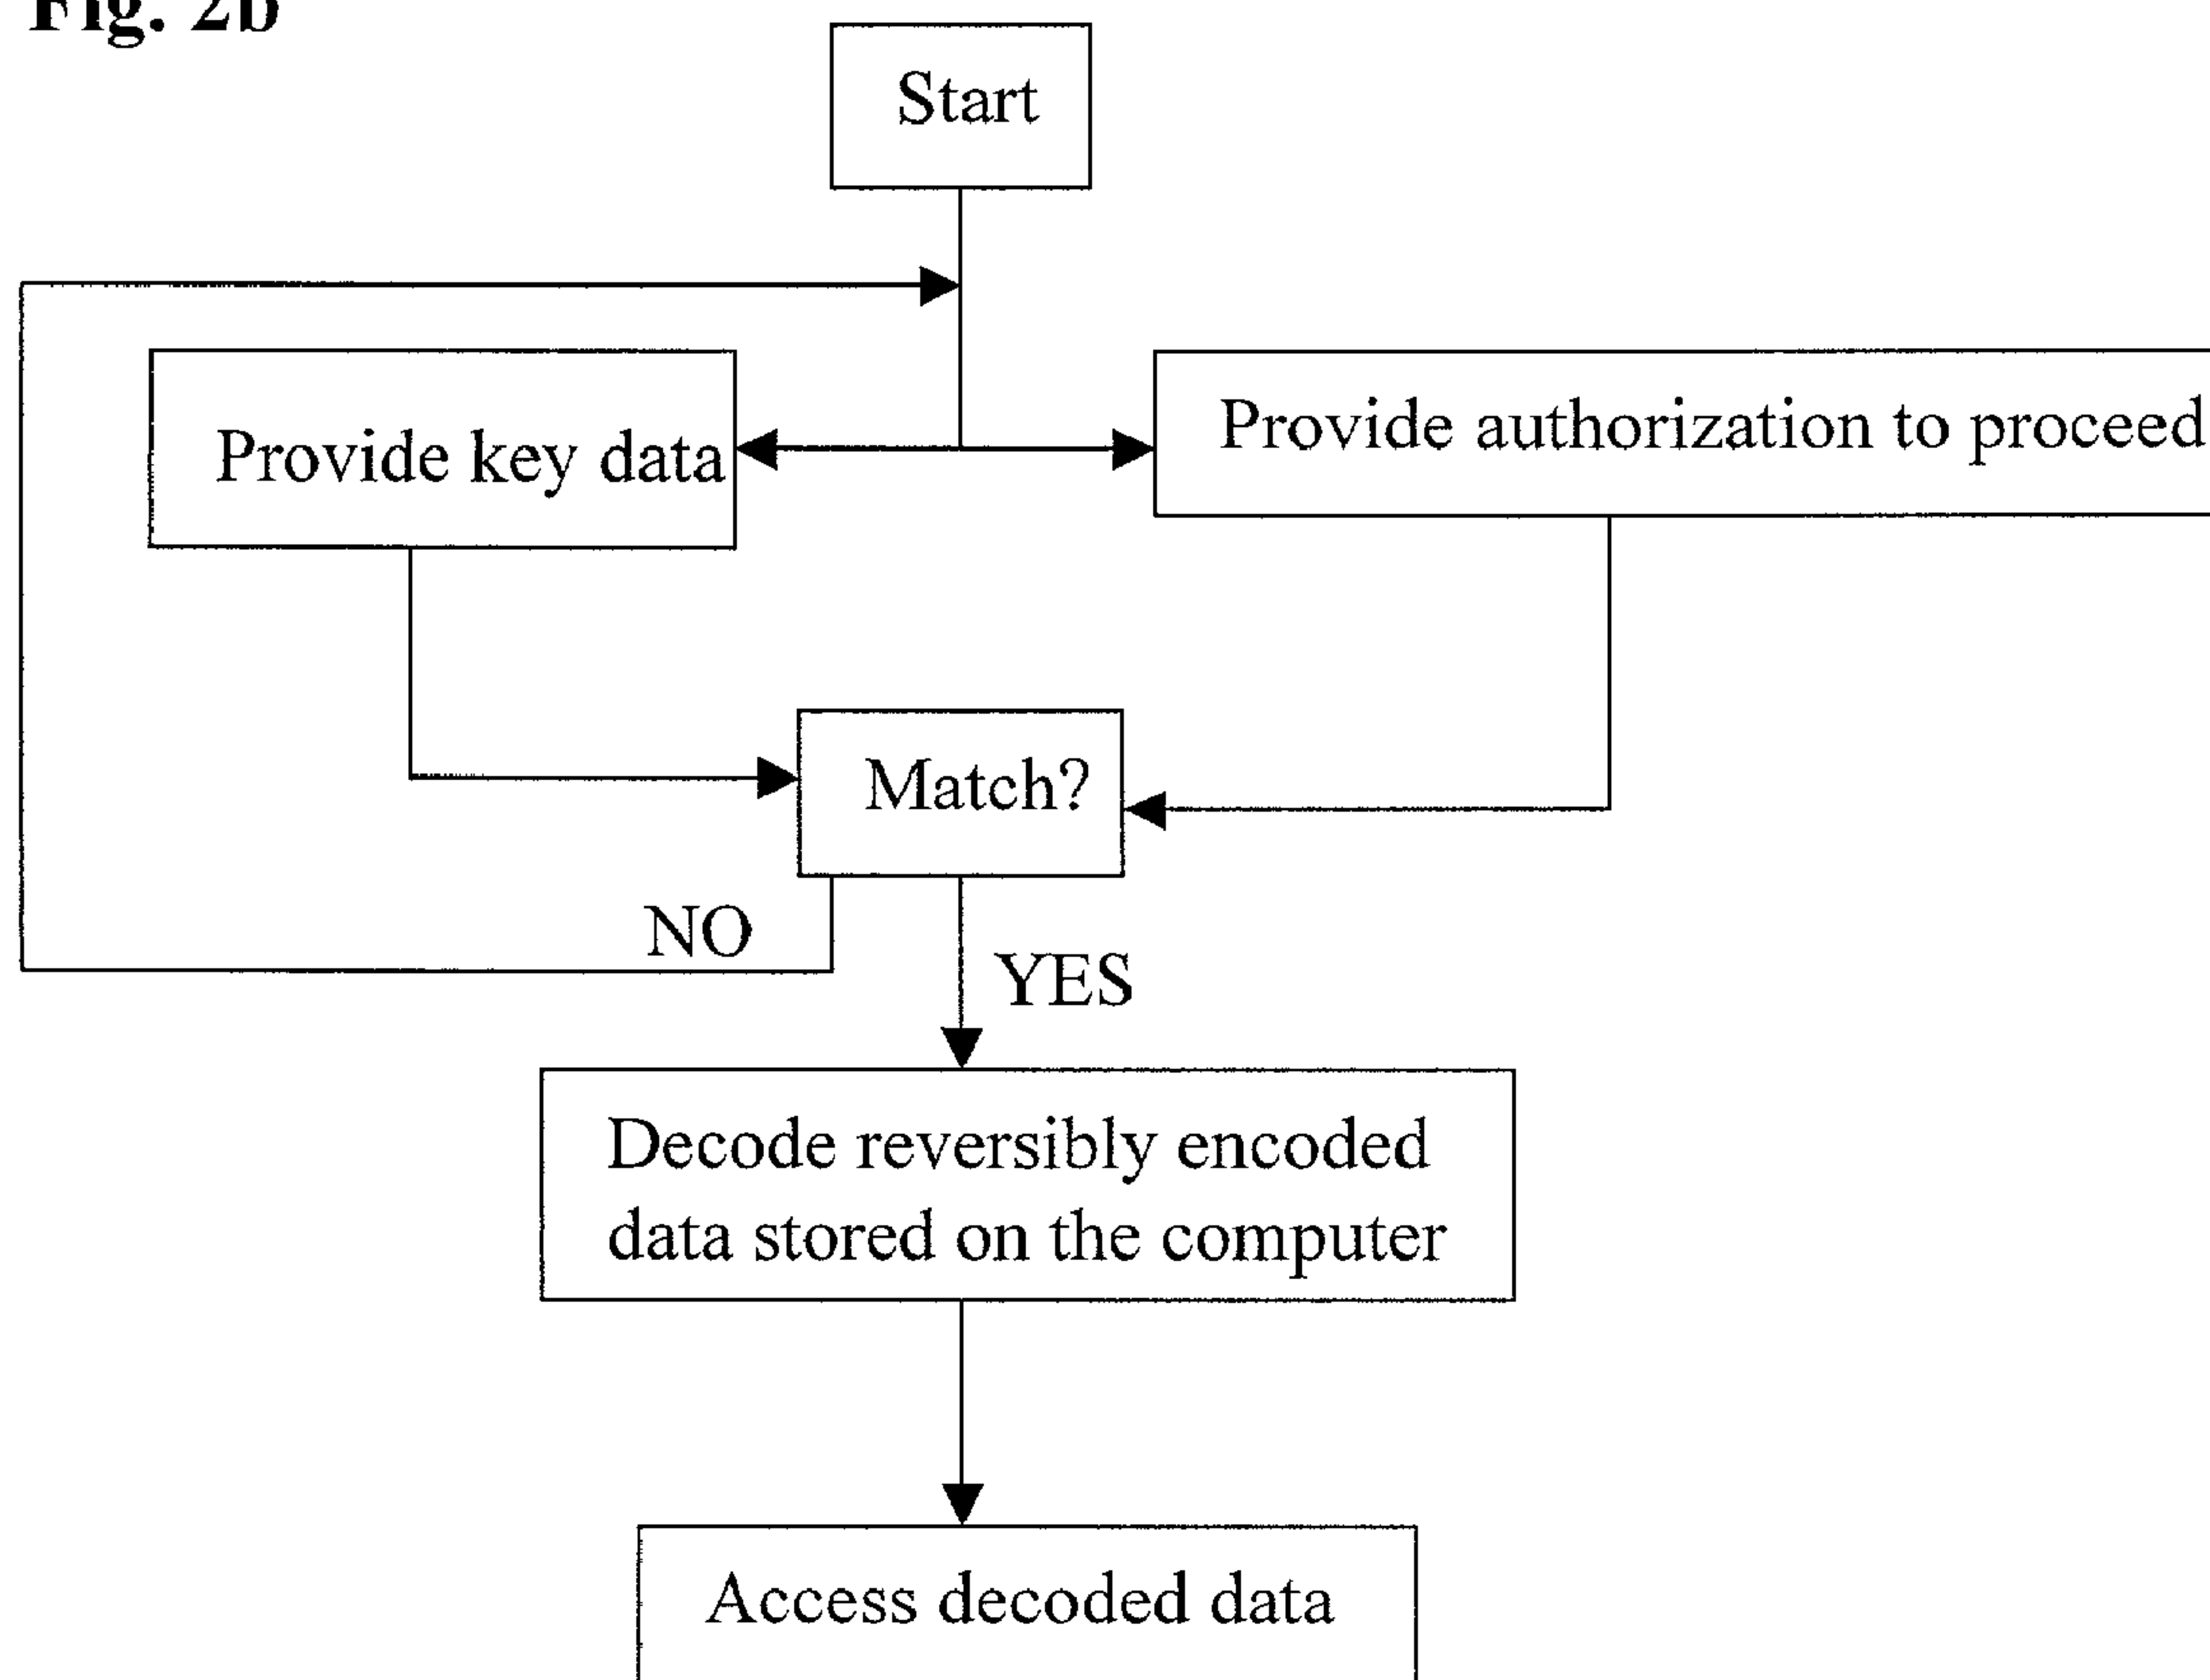 Fig. 2b
Start
Provide key data
Provide authorization to proceed
Match?
NO
YES
Decode reversibly encoded
data stored on the computer
Access decoded data